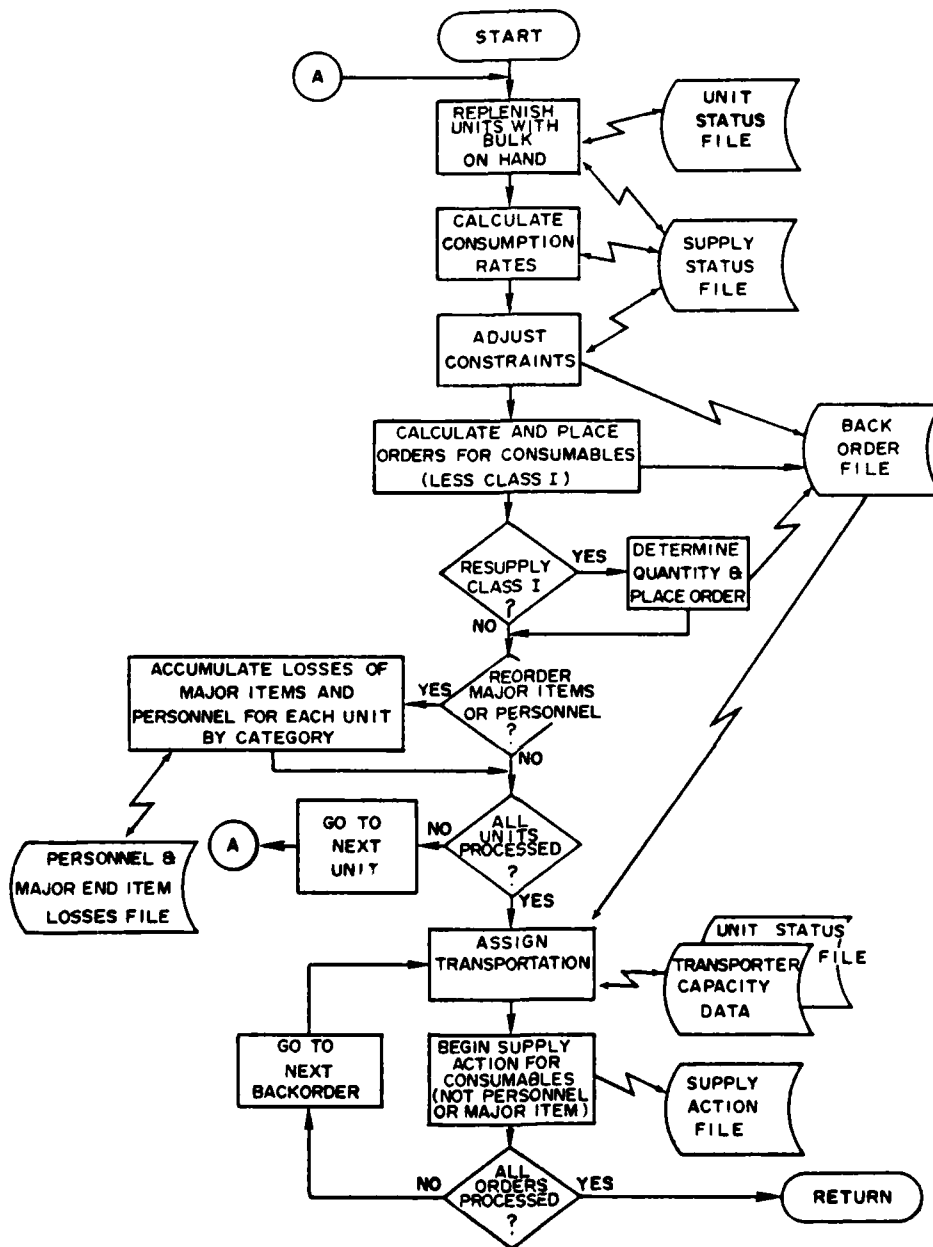 START
A
REPLENISH
UNITS WITH
BULK
ON HAND
UNIT
STATUS
FILE
CALCULATE
CONSUMPTION
RATES
SUPPLY
STATUS
FILE
ADJUST
CONSTRAINTS
CALCULATE AND PLACE
ORDERS FOR CONSUMABLES
(LESS CLASS I)
BACK
ORDER
FILE
RESUPPLY
CLASS I
?
YES
NO
DETERMINE
QUANTITY &
PLACE ORDER
REORDER
MAJOR ITEMS
OR PERSONNEL
?
YES
NO
ACCUMULATE LOSSES OF
MAJOR ITEMS AND
PERSONNEL FOR EACH UNIT
BY CATEGORY
PERSONNEL &
MAJOR END ITEM
LOSSES FILE
ALL
UNITS
PROCESSED
?
NO
YES
GO TO
NEXT
UNIT
A
ASSIGN
TRANSPORTATION
UNIT STATUS
FILE
TRANSPORTER
CAPACITY
DATA
GO TO
NEXT
BACKORDER
BEGIN SUPPLY
ACTION FOR
CONSUMABLES
(NOT PERSONNEL
OR MAJOR ITEM)
SUPPLY
ACTION
FILE
ALL
ORDERS
PROCESSED
?
NO
YES
RETURN